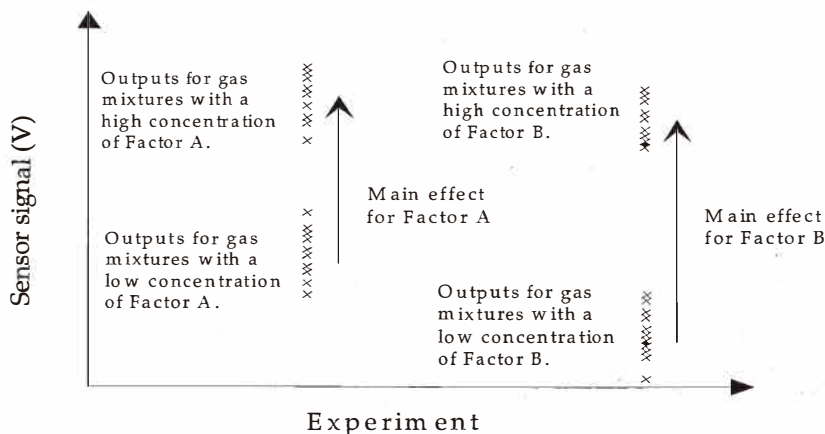 Sensor signal (V)
Outputs for gas
mixtures with a
high concentration
of Factor A.
Outputs for gas
mixtures with a
high concentration
of Factor B.
Main effect
for Factor A
Main effect
for Factor B
Outputs for gas
mixtures with a
low concentration
of Factor A.
Outputs for gas
mixtures with a
low concentration
of Factor B.
Experiment